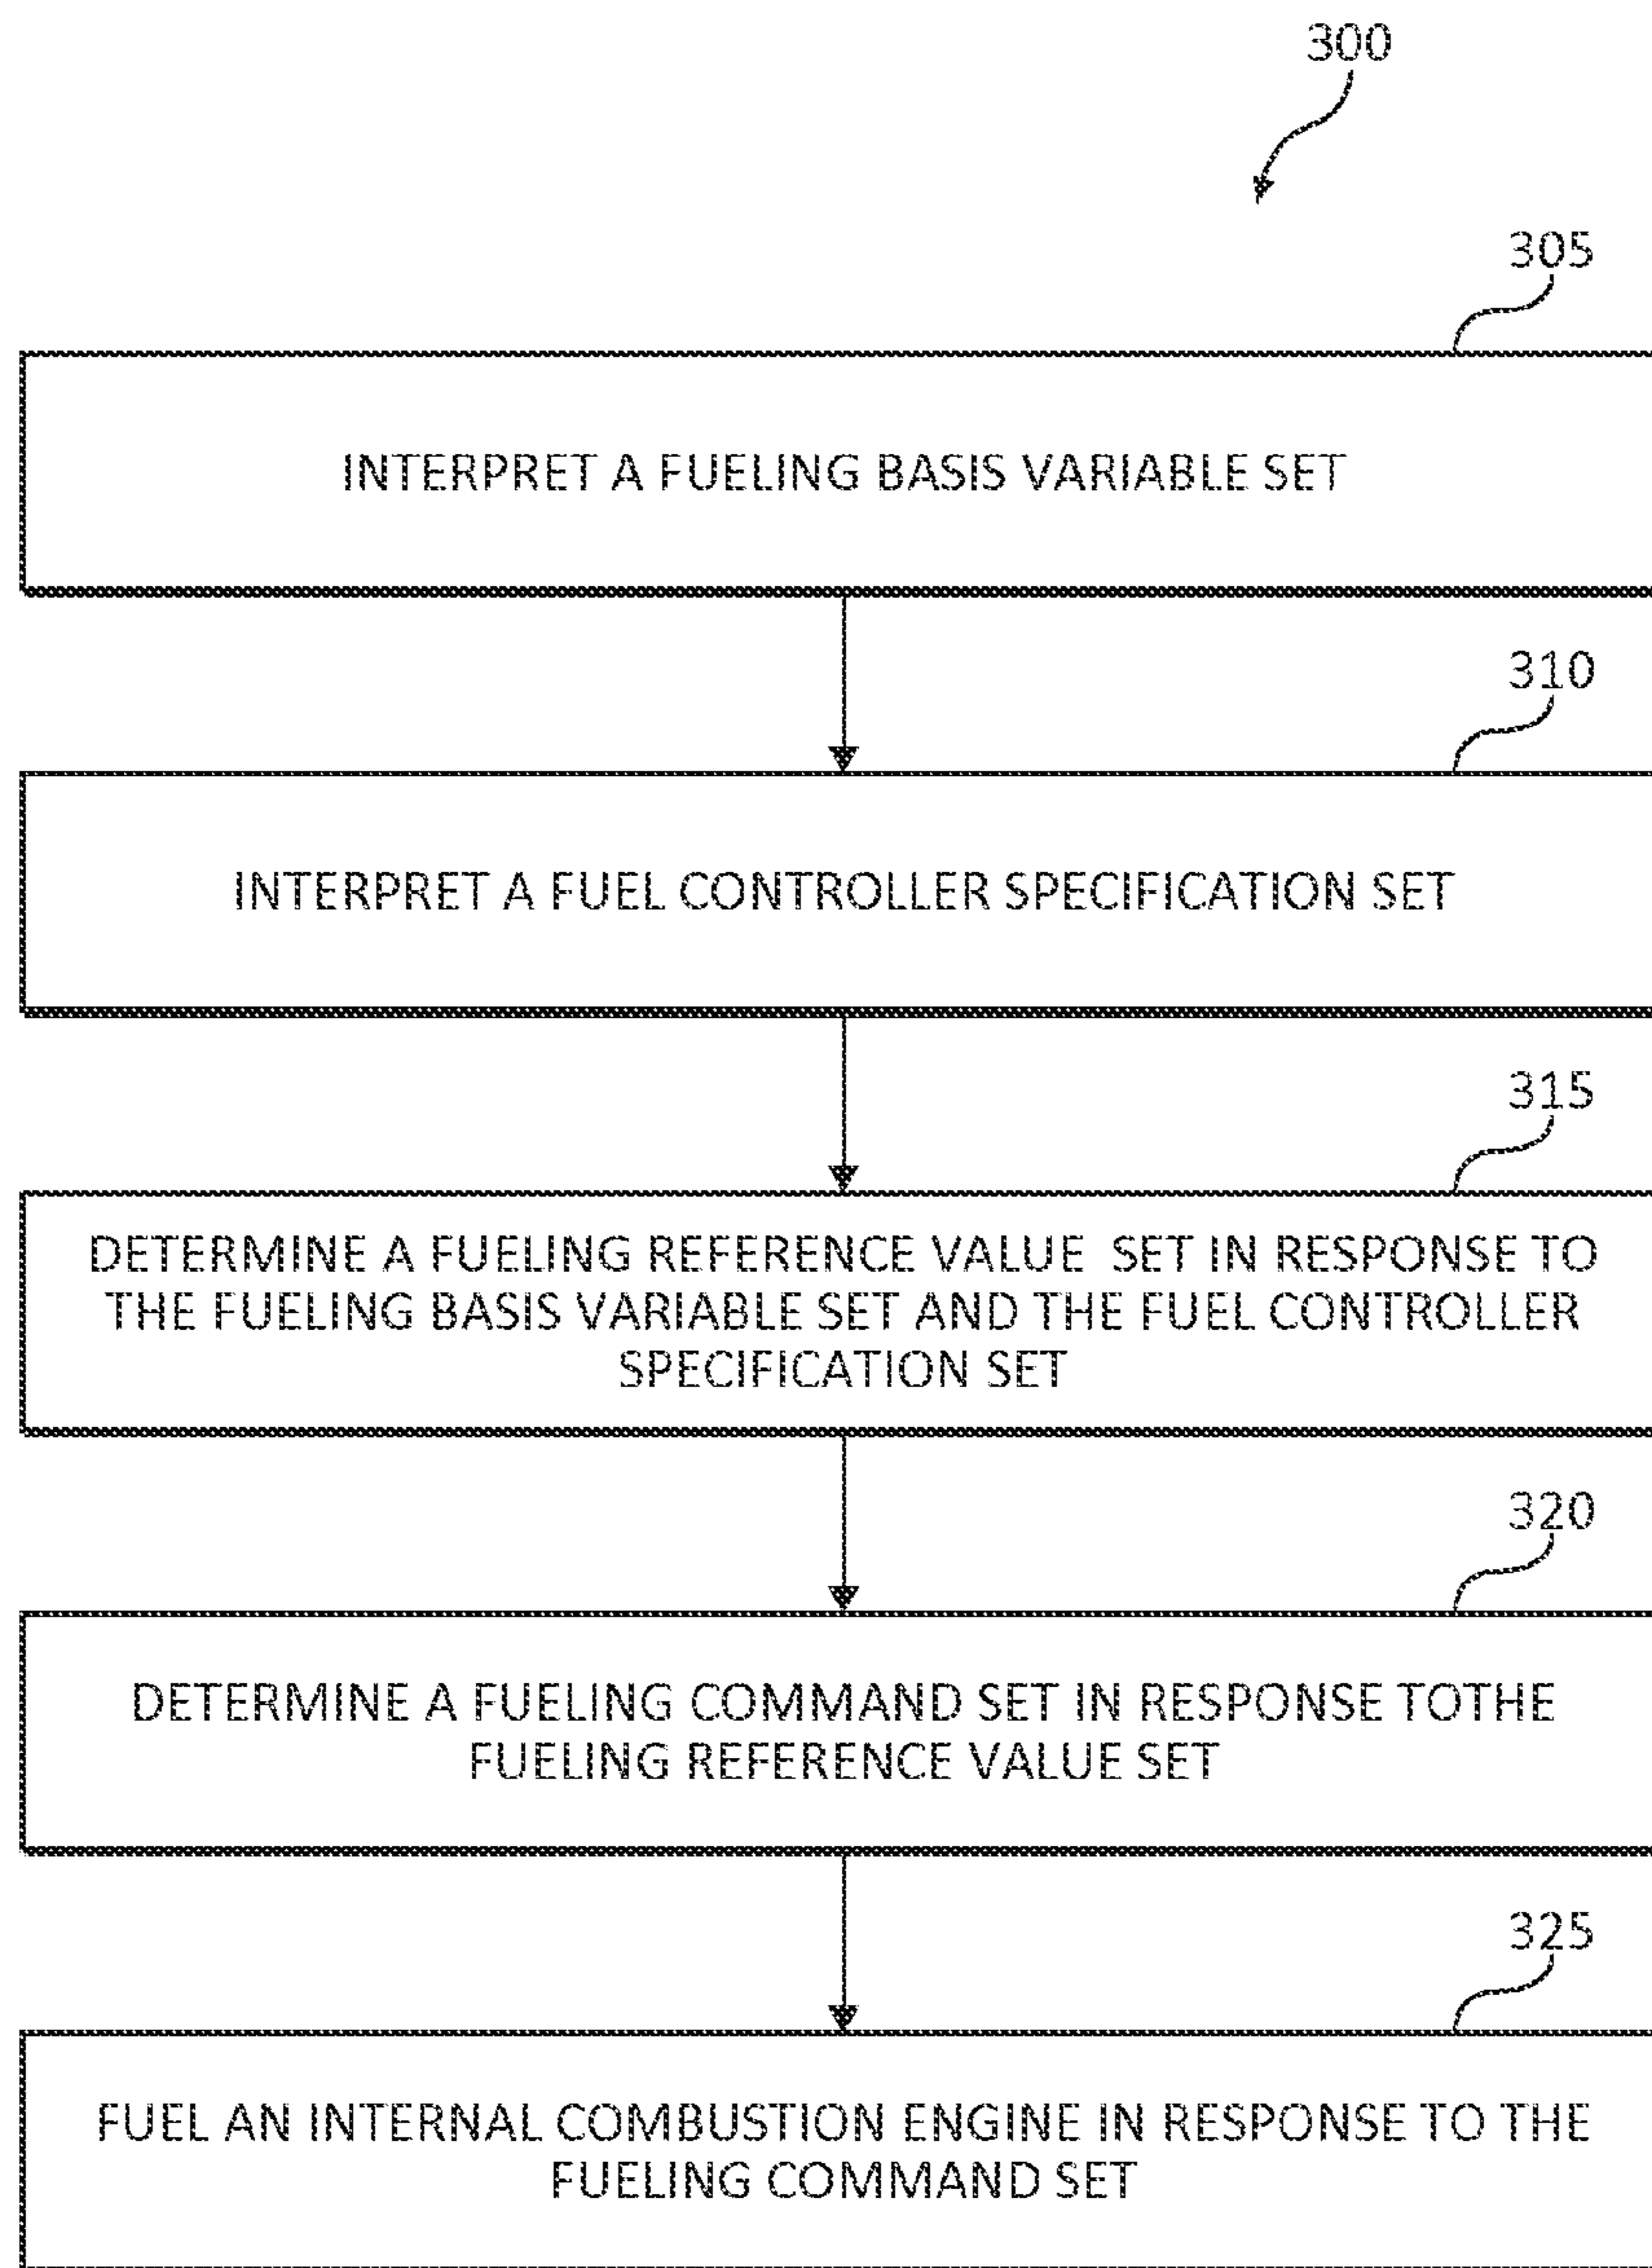 300
305
INTERPRET A FUELING BASIS VARIABLE SET
310
INTERPRET A FUEL CONTROLLER SPECIFICATION SET
315
DETERMINE A FUELING REFERENCE VALUE SET IN RESPONSE TO
THE FUELING BASIS VARIABLE SET AND THE FUEL CONTROLLER
SPECIFICATION SET
320
DETERMINE A FUELING COMMAND SET IN RESPONSE TOTHE
FUELING REFERENCE VALUE SET
325
FUEL AN INTERNAL COMBUSTION ENGINE IN RESPONSE TO THE
FUELING COMMAND SET